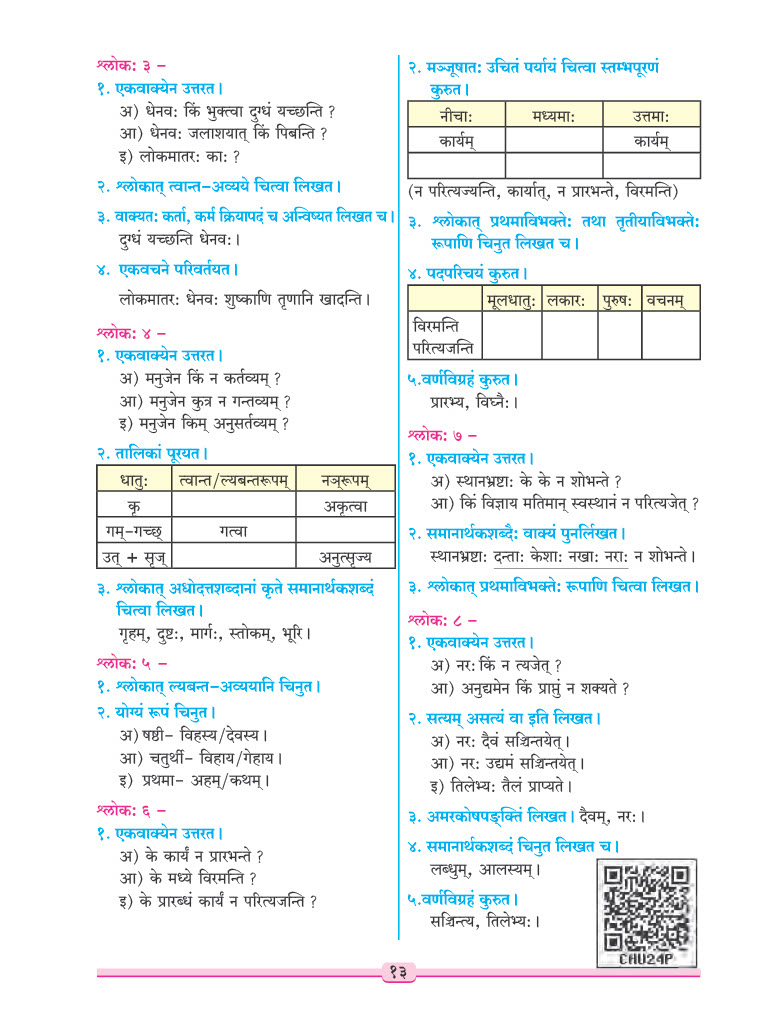 श्लोक: ३ –
१. एकवाक्येन उत्तरत।
अ) धेनव: किं भुक्त्वा दुग्धं यच्छन्ति ?
आ) धेनव: जलाशयात् किं पिबन्ति ?
इ) लोकमातर: का: ?
२. श्लोकात् त्वान्त–अव्यये चित्वा लिखत।
३. वाक्यत: कर्ता, कर्म क्रियापदं च अन्विष्यत लिखत च।
दुग्धं यच्छन्ति धेनव:।
४. एकवचने परिवर्तयत।
लोकमातर: धेनव: शुष्काणि तृणानि खादन्ति।
श्लोक: ४ –
१. एकवाक्येन उत्तरत।
अ) मनुजेन किं न कर्तव्यम् ?
आ) मनुजेन कुत्र न गन्तव्यम् ?
इ) मनुजेन किम् अनुसर्तव्यम् ?
२. तालिकां पूरयत।
धातु: त्वान्त/ल्यबन्तरूपम् नञ्रूपम्
कृ अकृत्वा
गम्-गच्छ् गत्वा
उत् + सृज् अनुत्सृज्य
३. श्लोकात् अधोदत्तशब्दानां कृते समानार्थकशब्दं
चित्वा लिखत।
गृहम्, दुष्ट:, मार्ग:, स्तोकम्, भूरि।
श्लोक: ५ –
१. श्लोकात् ल्यबन्त–अव्ययानि चिनुत।
२. योग्यं रूपं चिनुत।
अ) षष्ठी– विहस्य/देवस्य।
आ) चतुर्थी– विहाय/गेहाय।
इ) प्रथमा– अहम्/कथम्।
श्लोक: ६ –
१. एकवाक्येन उत्तरत।
अ) के कार्यं न प्रारभन्ते ?
आ) के मध्ये विरमन्ति ?
इ) के प्रारब्धं कार्यं न परित्यजन्ति ?
२. मञ्जूषात: उचितं पर्यायं चित्वा स्तम्भपूरणं
कुरुत।
नीचा: मध्यमा: उत्तमा:
कार्यम् कार्यम्
(न परित्यज्यन्ति, कार्यात्, न प्रारभन्ते, विरमन्ति)
३. श्लोकात् प्रथमाविभक्ते: तथा तृतीयाविभक्ते:
रूपाणि चिनुत लिखत च।
४. पदपरिचयं कुरुत।
मूलधातु: लकार: पुरुष: वचनम्
विरमन्ति
परित्यजन्ति
५.वर्णविग्रहं कुरुत।
प्रारभ्य, विघ्नै:।
श्लोक: ७ –
१. एकवाक्येन उत्तरत।
अ) स्थानभ्रष्टा: के के न शोभन्ते ?
आ) किं विज्ञाय मतिमान् स्वस्थानं न परित्यजेत् ?
२. समानार्थकशब्दै: वाक्यं पुनर्लिखत।
स्थानभ्रष्टा: दन्ता: केशा: नखा: नरा: न शोभन्ते।
३. श्लोकात् प्रथमाविभक्ते: रूपाणि चित्वा लिखत।
श्लोक: ८ –
१. एकवाक्येन उत्तरत।
अ) नर: किं न त्यजेत् ?
आ) अनुद्यमेन किं प्राप्तुं न शक्यते ?
२. सत्यम् असत्यं वा इति लिखत।
अ) नर: दैवं सञ्चिन्तयेत्।
आ) नर: उद्यमं सञ्चिन्तयेत्।
इ) तिलेभ्य: तैलं प्राप्यते।
३. अमरकोषपङ्क्तिं लिखत। दैवम्, नर:।
४. समानार्थकशब्दं चिनुत लिखत च।
लब्धुम्, आलस्यम्।
५.वर्णविग्रहं कुरुत।
सञ्चिन्त्य, तिलेभ्य:।
CHU24P
१३